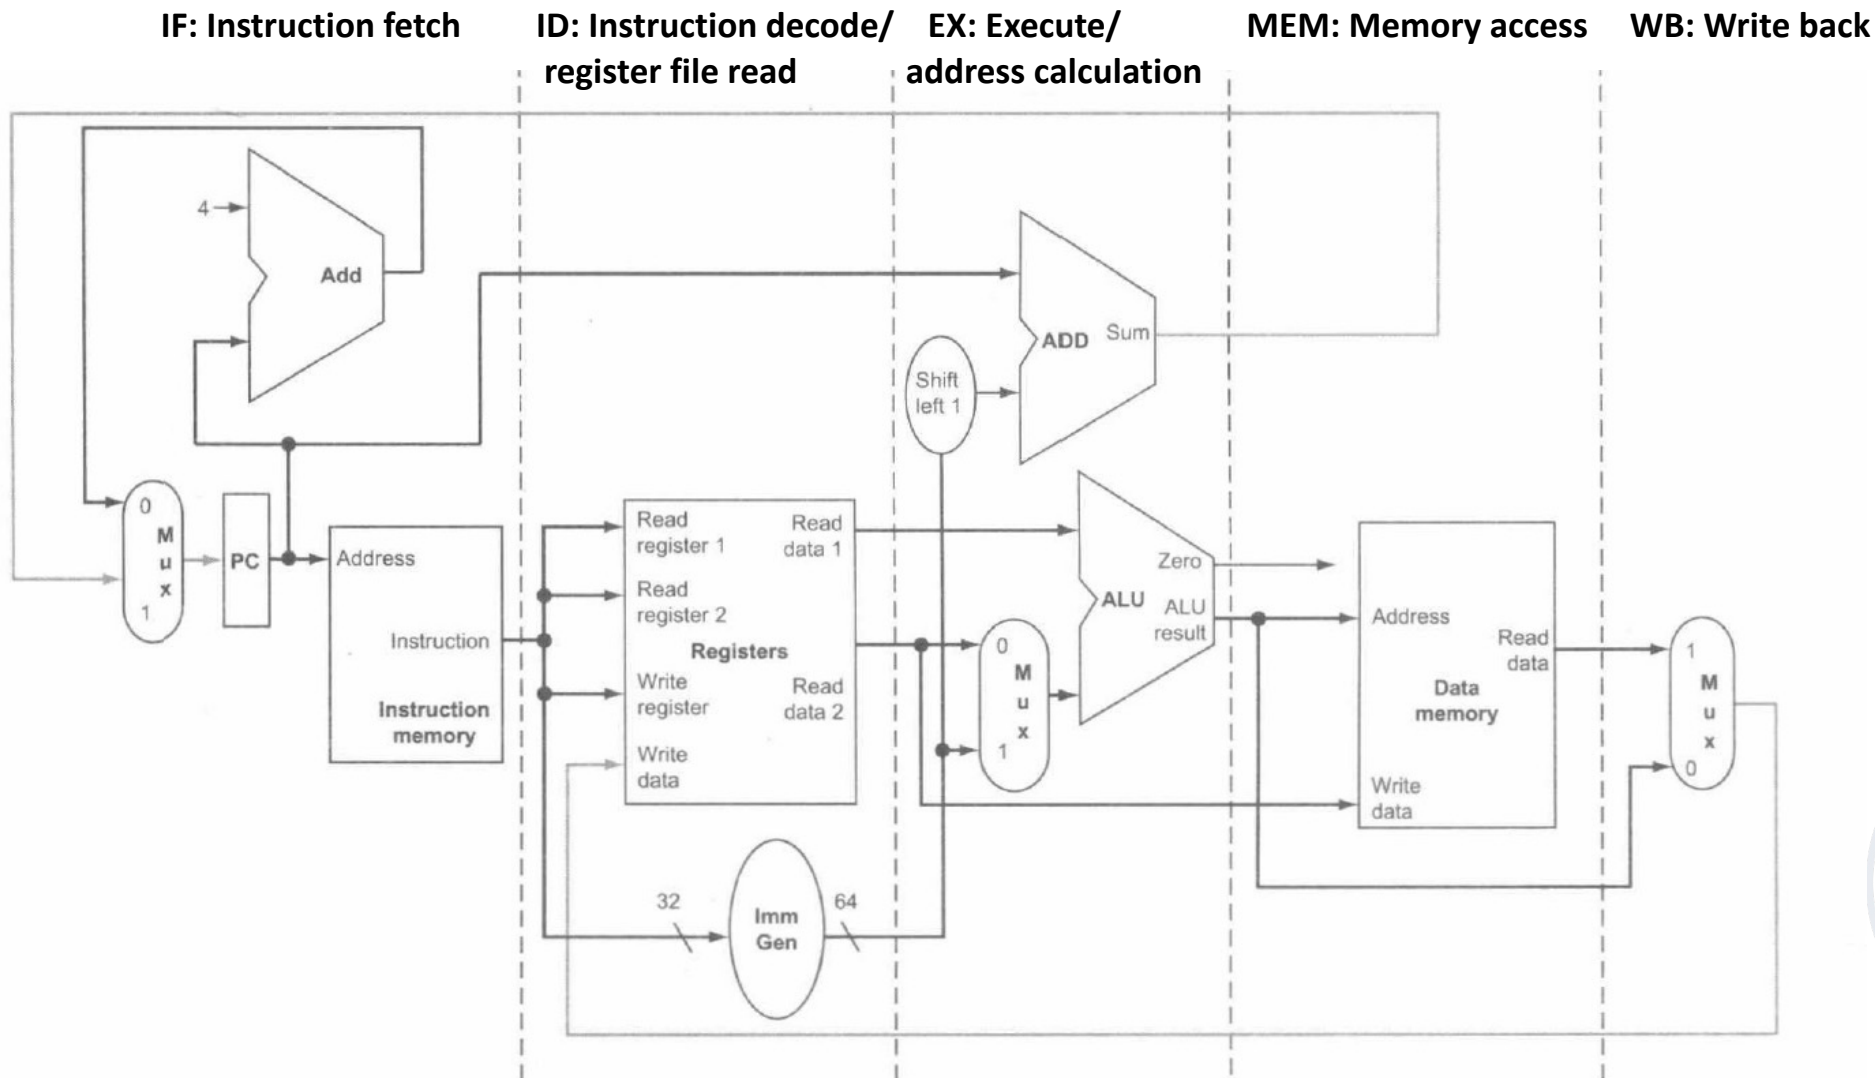 IF: Instruction fetch
ID: Instruction decode/
register file read
EX: Execute/
address calculation
MEM: Memory access
WB: Write back
4
Add
ADD
Sum
Shift
left 1
0
M
u
x
1
PC
Address
Instruction
Instruction
memory
Read
register 1
Read
register 2
Registers
Write
register
Write
data
Read
data 1
Read
data 2
32
Imm
Gen
64
0
M
u
x
1
Zero
ALU
ALU
result
Address
Read
data
Data
memory
Write
data
1
M
u
x
0